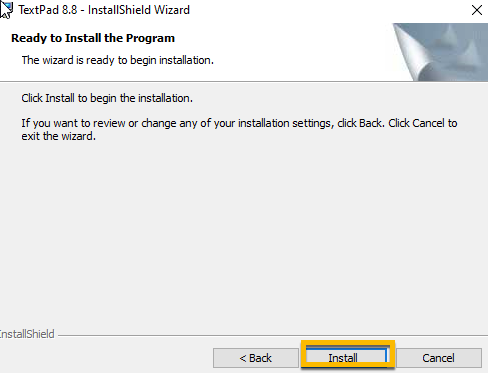 TextPad 8.8 - InstallShield Wizard
Ready to Install the Program
The wizard is ready to begin installation.
Click Install to begin the installation.
If you want to review or change any of your installation settings, click Back. Click Cancel to
exit the wizard.
InstallShield
< Back
Install
Cancel